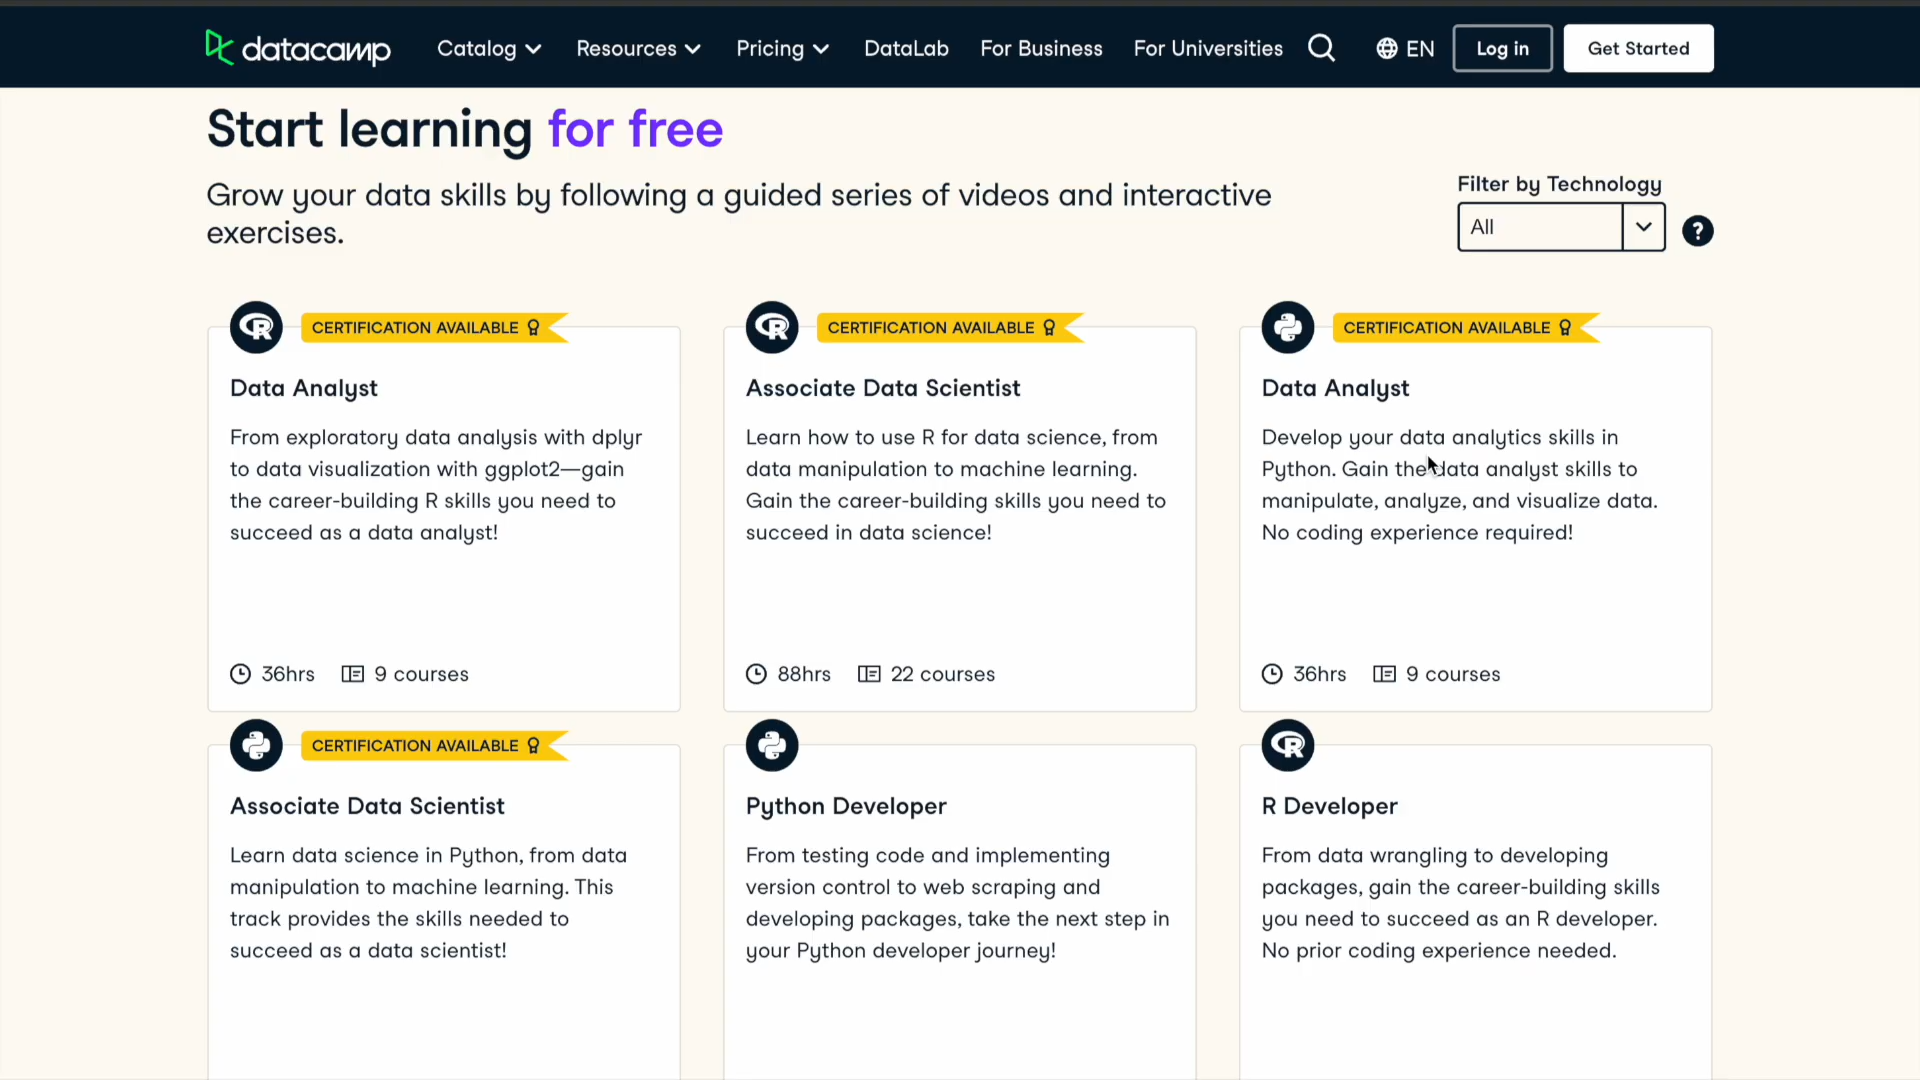 datacamp Catalog Resources Pricing DataLab For Business For Universities EN Log in Get Started
Start learning for free
Grow your data skills by following a guided series of videos and interactive
exercises.
Filter by Technology
All
?
CERTIFICATION AVAILABLE
Data Analyst
From exploratory data analysis with dplyr
to data visualization with ggplot2—gain
the career-building R skills you need to
succeed as a data analyst!
36hrs 9 courses
CERTIFICATION AVAILABLE
Associate Data Scientist
Learn how to use R for data science, from
data manipulation to machine learning.
Gain the career-building skills you need to
succeed in data science!
88hrs 22 courses
CERTIFICATION AVAILABLE
Data Analyst
Develop your data analytics skills in
Python. Gain the data analyst skills to
manipulate, analyze, and visualize data.
No coding experience required!
36hrs 9 courses
CERTIFICATION AVAILABLE
Associate Data Scientist
Learn data science in Python, from data
manipulation to machine learning. This
track provides the skills needed to
succeed as a data scientist!
Python Developer
From testing code and implementing
version control to web scraping and
developing packages, take the next step in
your Python developer journey!
R Developer
From data wrangling to developing
packages, gain the career-building skills
you need to succeed as an R developer.
No prior coding experience needed.